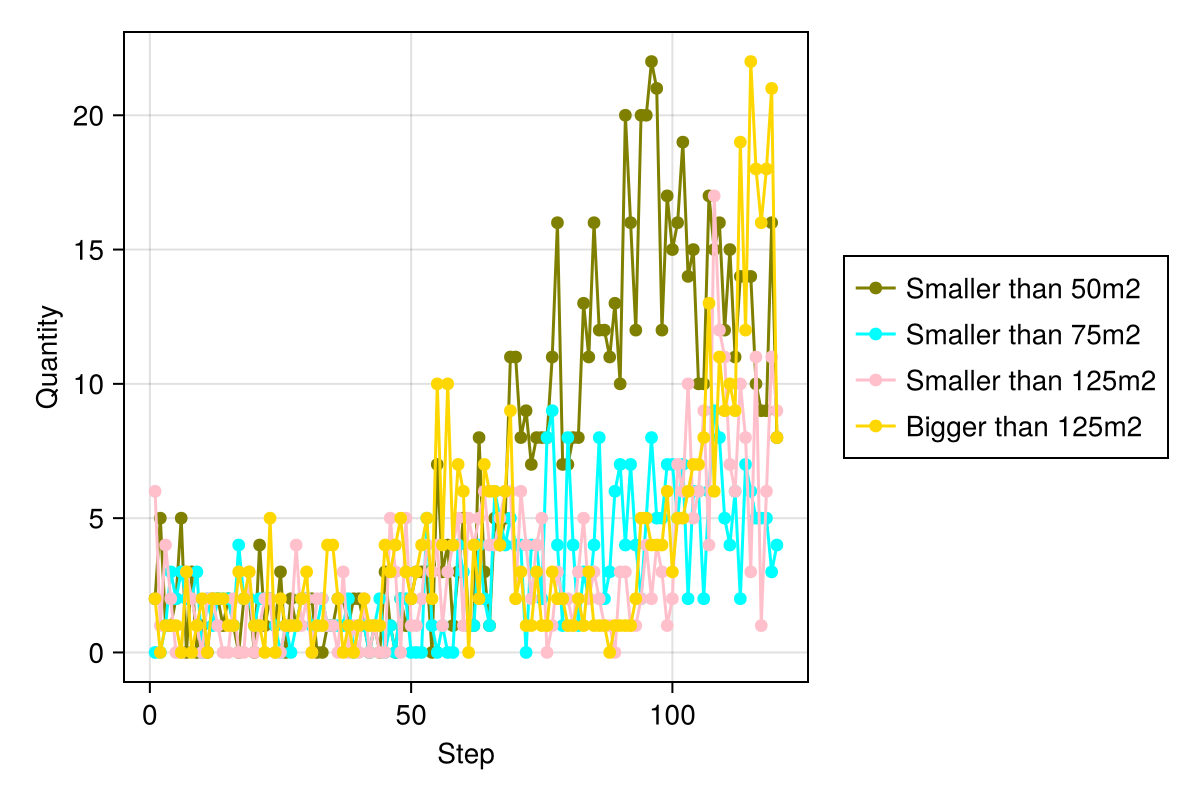 20
15
10
5
0
0
50
100
Quantity
Step
Smaller than 50m2
Smaller than 75m2
Smaller than 125m2
Bigger than 125m2